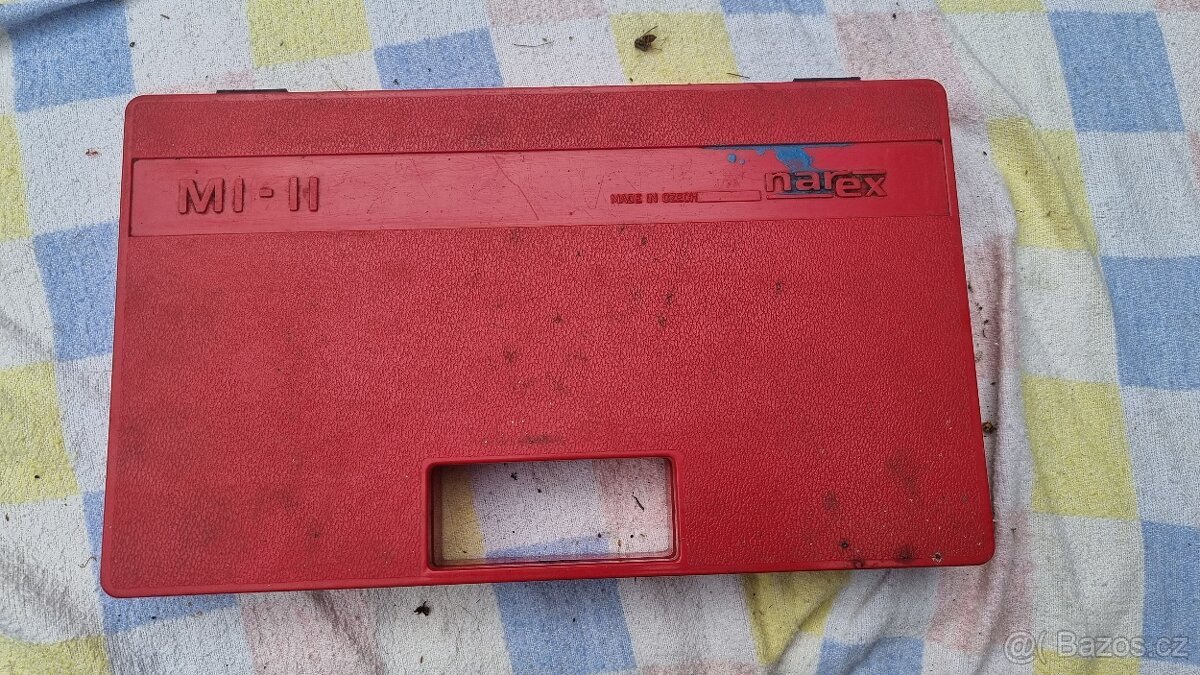 MI-II
MADE IN CZECH
narex
@( Bazos.cz